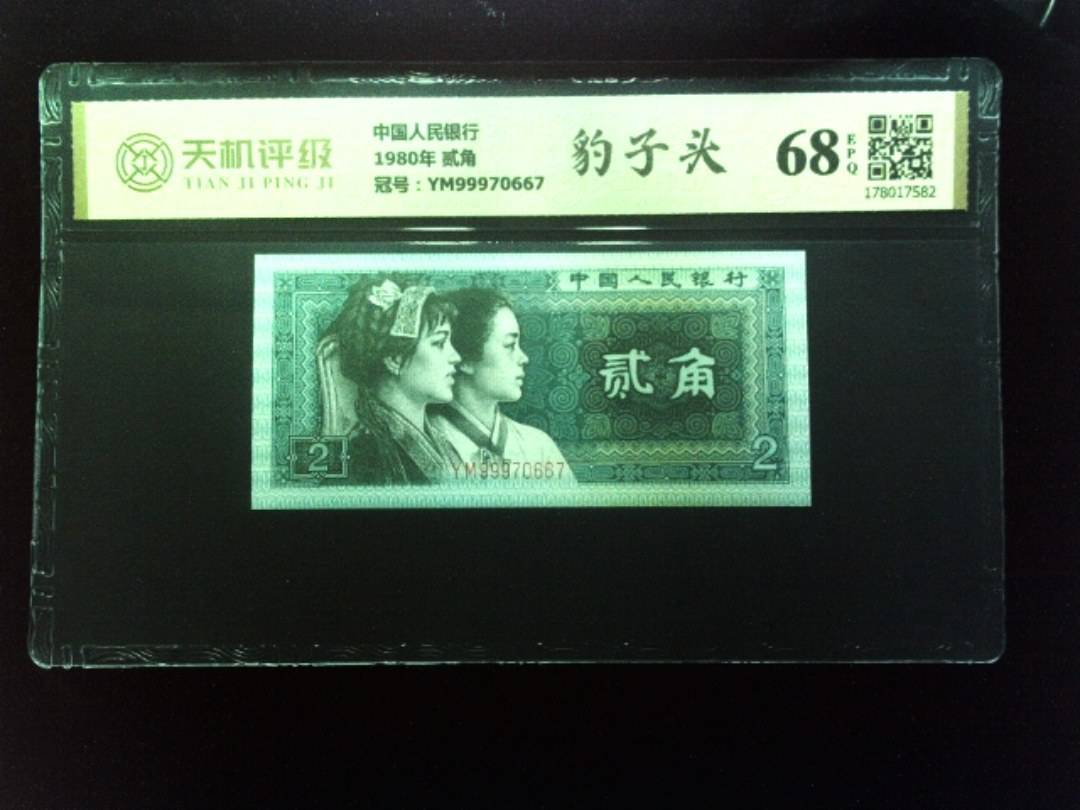 天机评级
TIAN JI PING JI
中国人民银行
1980年 贰角
冠号：YM99970667
豹子头
68
EPQ
178017582
中国人民银行
贰角
2
YM99970667
2